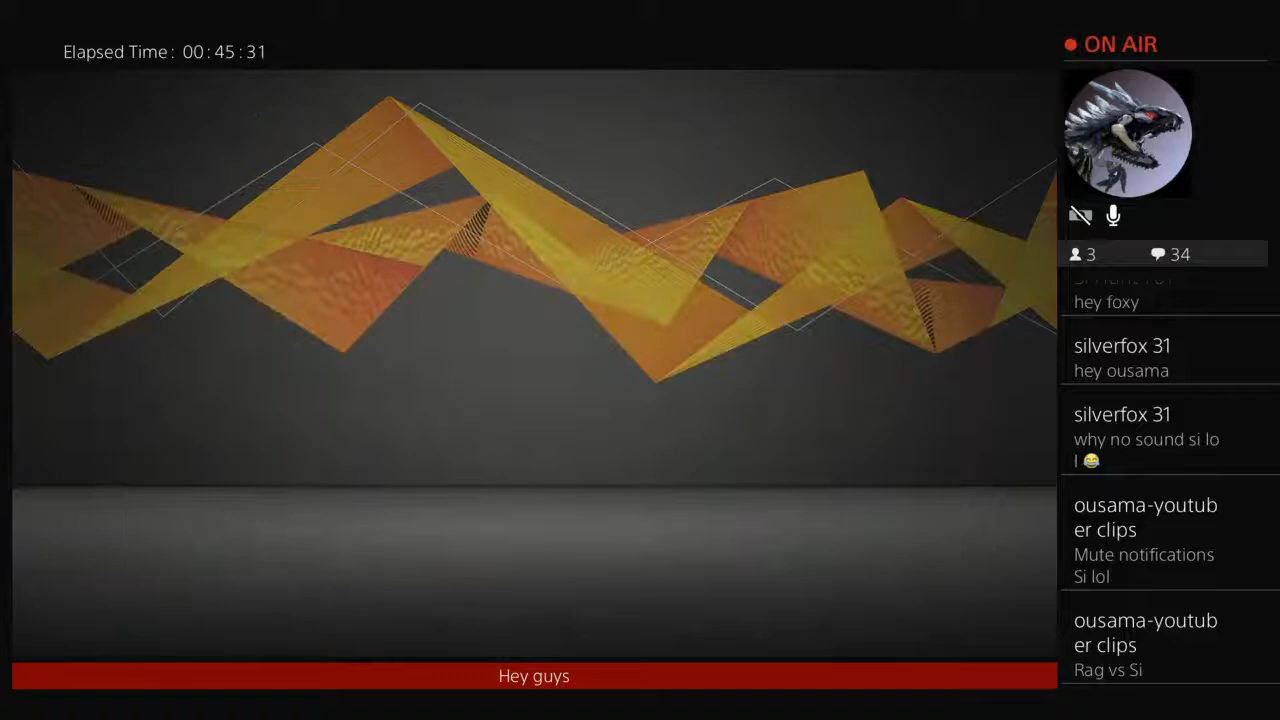 Elapsed Time: 00:45:31
ON AIR
3
34
hey foxy
silverfox 31
hey ousama
silverfox 31
why no sound si lo
l 😂
ousama-youtub
er clips
Mute notifications
Si lol
ousama-youtub
er clips
Rag vs Si
Hey guys